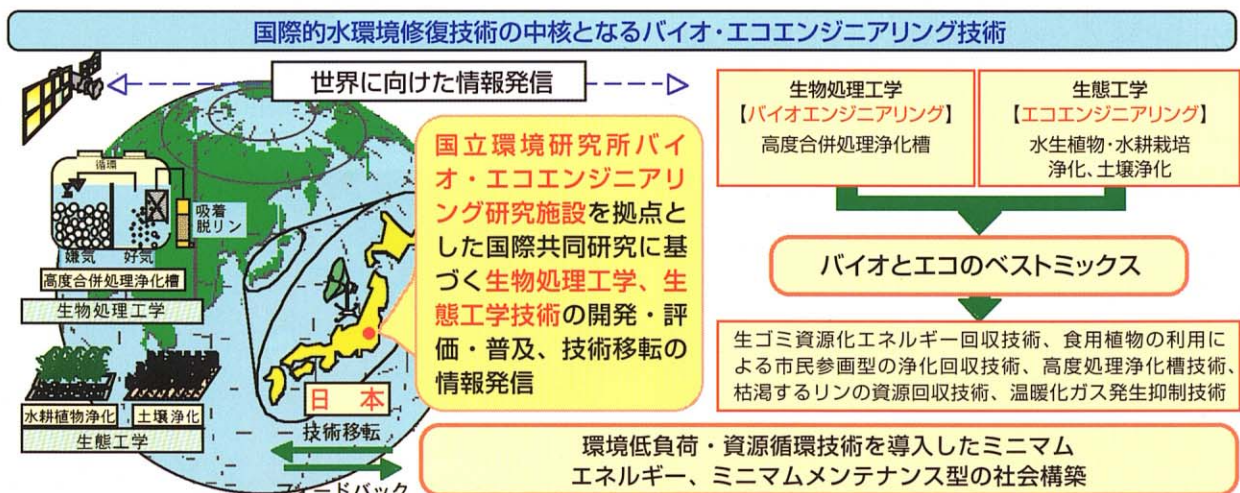 国際的水環境修復技術の中核となるバイオ・エコエンジニアリング技術
世界に向けた情報発信
循環
吸着
脱リン
嫌気 好気
高度合併処理浄化槽
生物処理工学
水耕植物浄化 土壌浄化
生態工学
国立環境研究所バイ
オ・エコエンジニアリ
ング研究施設を拠点と
した国際共同研究に基
づく生物処理工学、生
態工学技術の開発・評
価・普及、技術移転の
情報発信
日本
技術移転
フィードバック
生物処理工学
【バイオエンジニアリング】
高度合併処理浄化槽
生態工学
【エコエンジニアリング】
水生植物・水耕栽培
浄化、土壌浄化
バイオとエコのベストミックス
生ゴミ資源化エネルギー回収技術、食用植物の利用に
よる市民参画型の浄化回収技術、高度処理浄化槽技術、
枯渇するリンの資源回収技術、温暖化ガス発生抑制技術
環境低負荷・資源循環技術を導入したミニマム
エネルギー、ミニマムメンテナンス型の社会構築